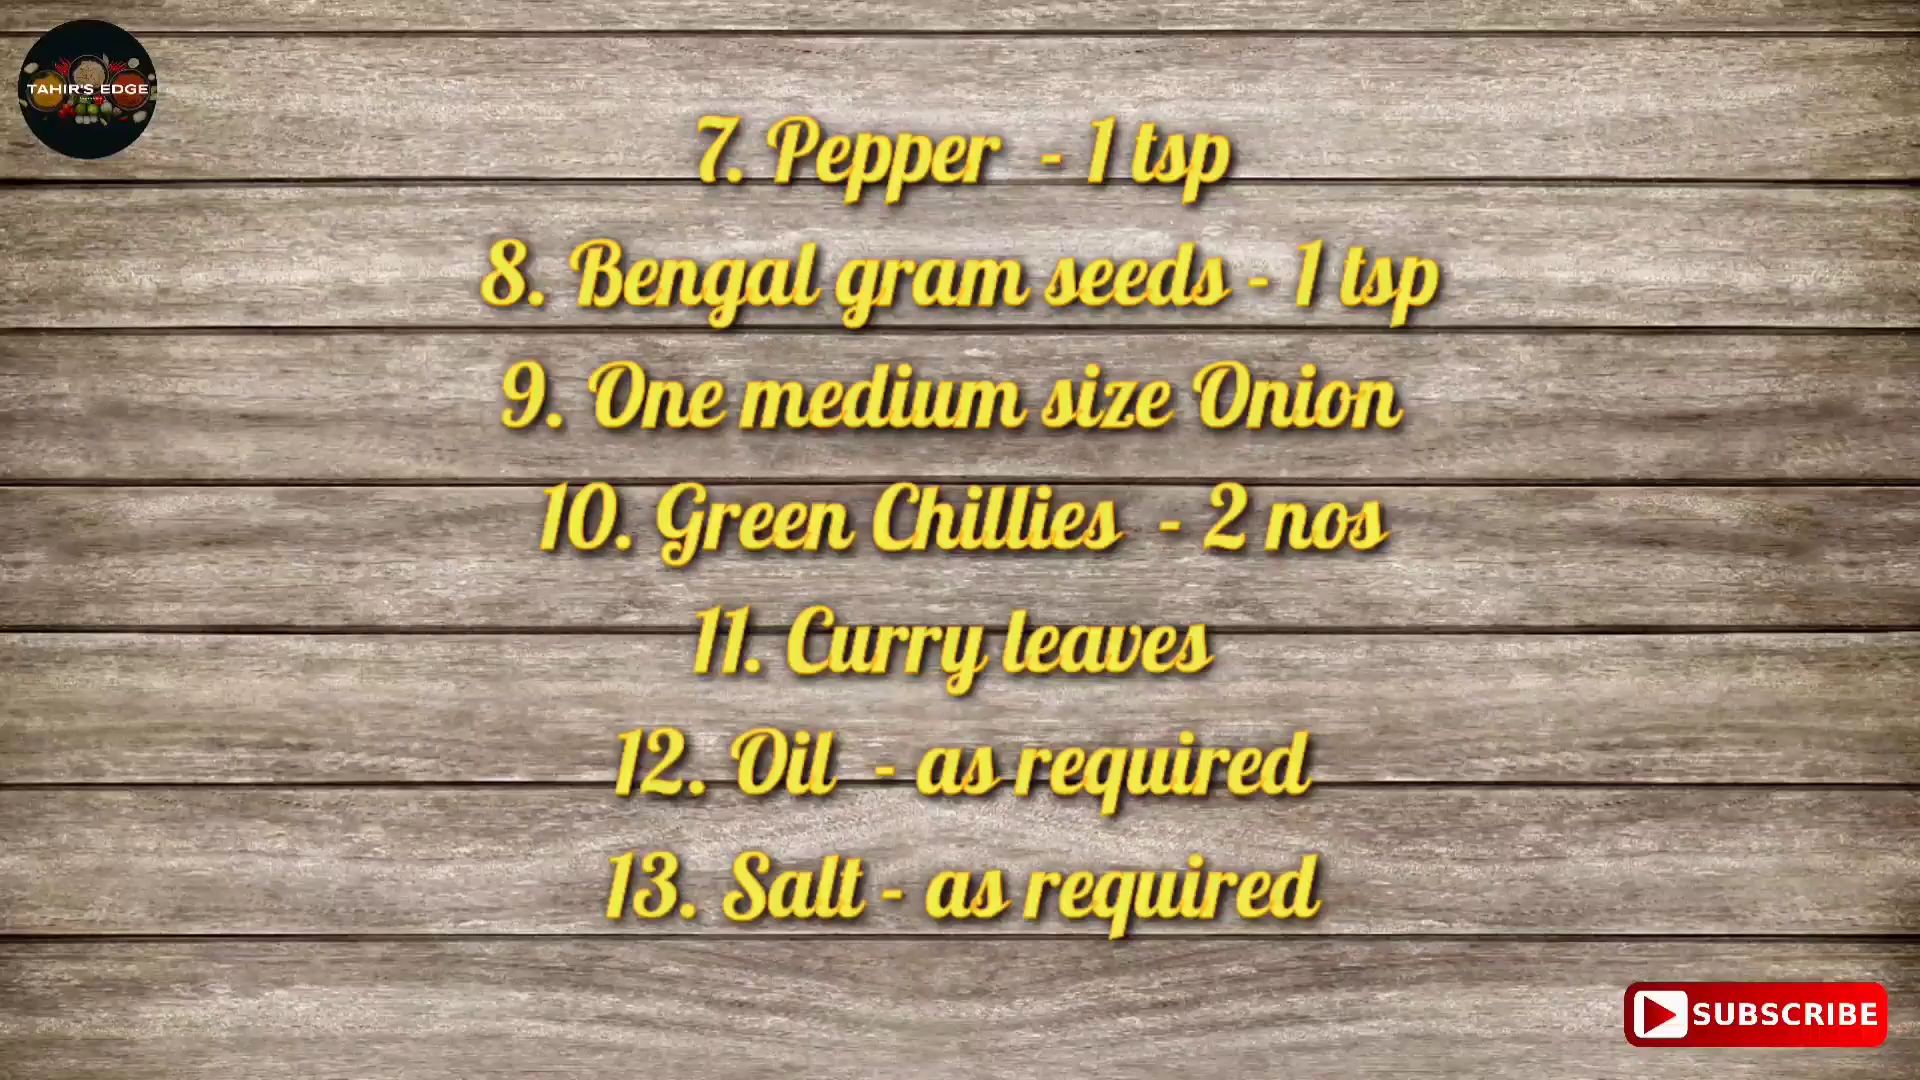 TAHIR'S EDGE
7. Pepper - 1 tsp
8. Bengal gram seeds - 1 tsp
9. One medium size Onion
10. Green Chillies - 2 nos
11. Curry leaves
12. Oil - as required
13. Salt - as required
SUBSCRIBE